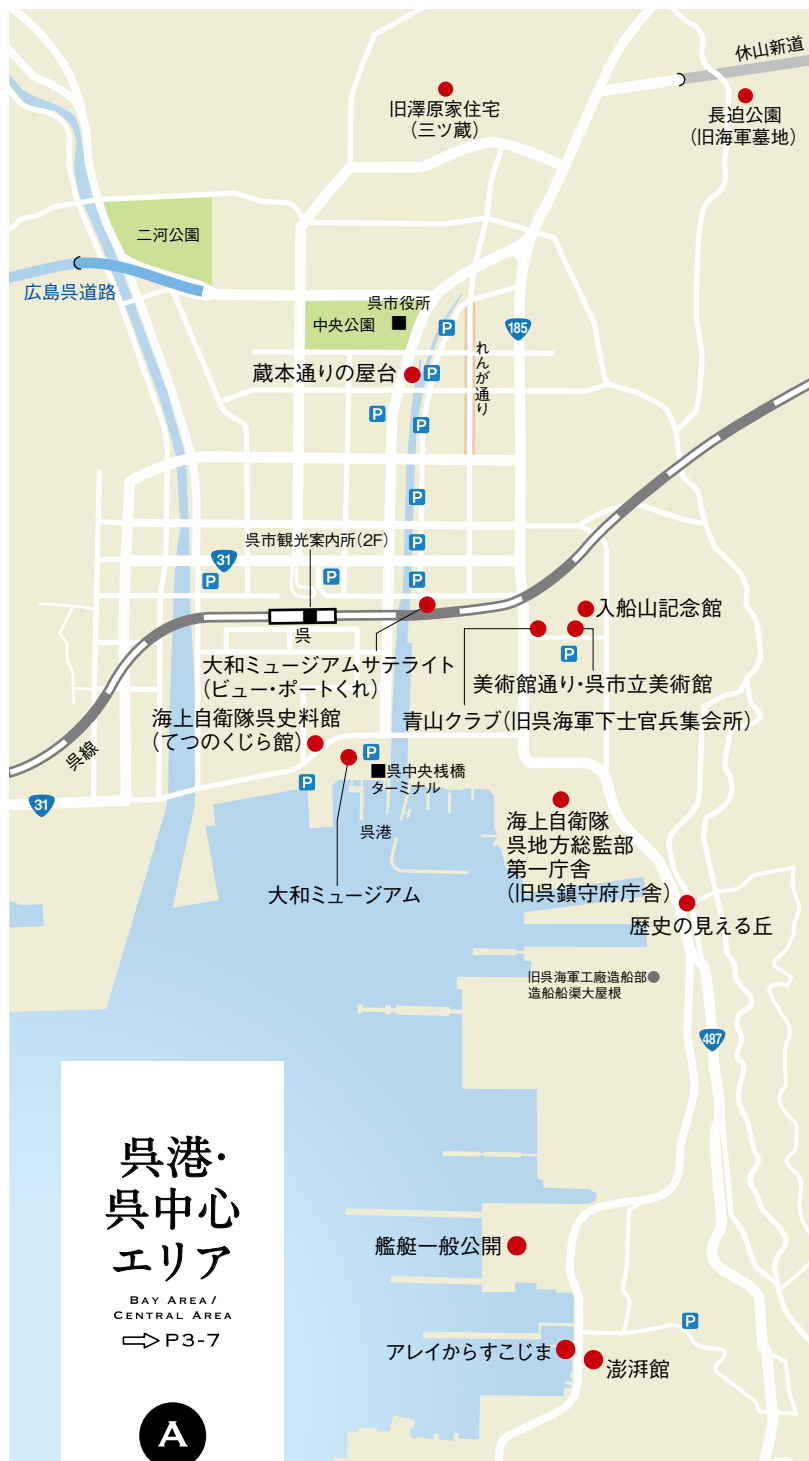 休山新道
旧澤原家住宅
(三ツ蔵)
長迫公園
(旧海軍墓地)
二河公園
広島呉道路
呉市役所
中央公園
P
185
れんが通り
蔵本通りの屋台
P
P
P
P
呉市観光案内所(2F)
P
31
P
P
P
呉
入船山記念館
大和ミュージアムサテライト
(ビュー・ポートくれ)
P
美術館通り・呉市立美術館
海上自衛隊呉史料館
(てつのくじら館)
青山クラブ(旧呉海軍下士官兵集会所)
呉線
P
呉中央桟橋
ターミナル
P
31
呉港
海上自衛隊
呉地方総監部
第一庁舎
(旧呉鎮守府庁舎)
大和ミュージアム
歴史の見える丘
旧呉海軍工廠造船部
造船船渠大屋根
487
呉港・
呉中心
エリア
BAY AREA /
CENTRAL AREA
⇨P3-7
A
艦艇一般公開
P
アレイからすこじま
澎湃館